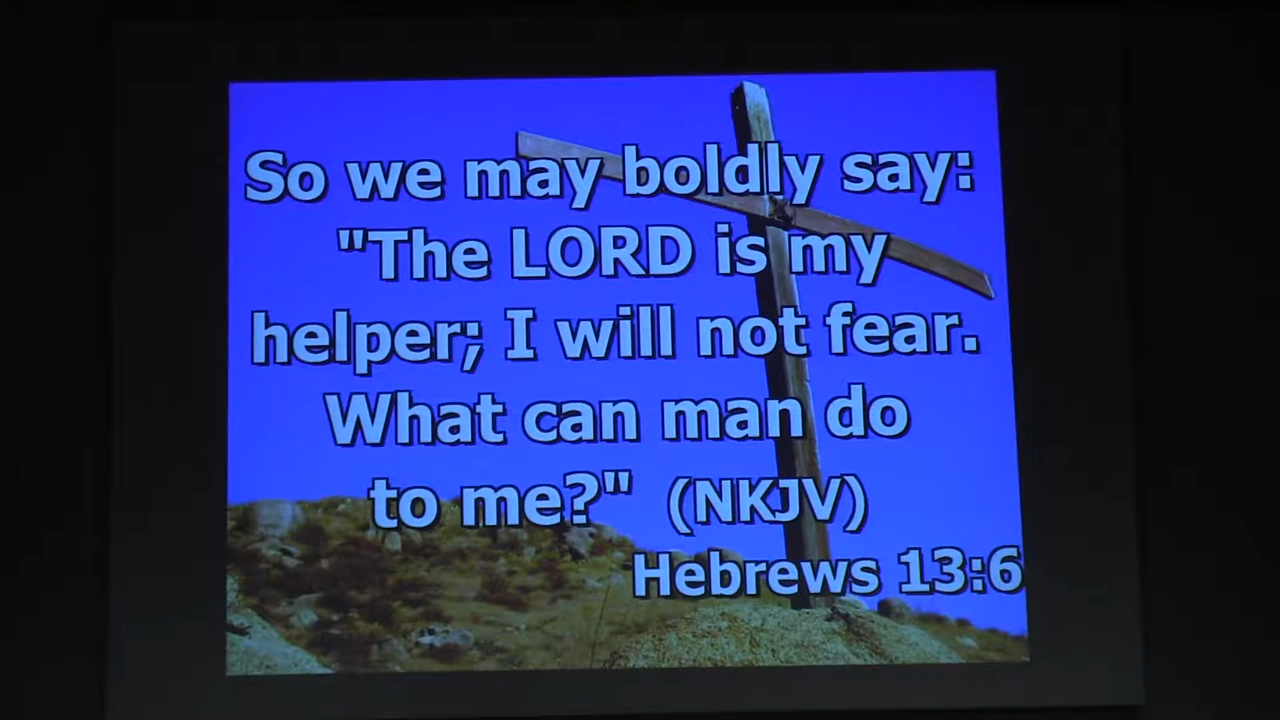 So we may boldly say:
"The LORD is my
helper; I will not fear.
What can man do
to me?" (NKJV)
Hebrews 13:6